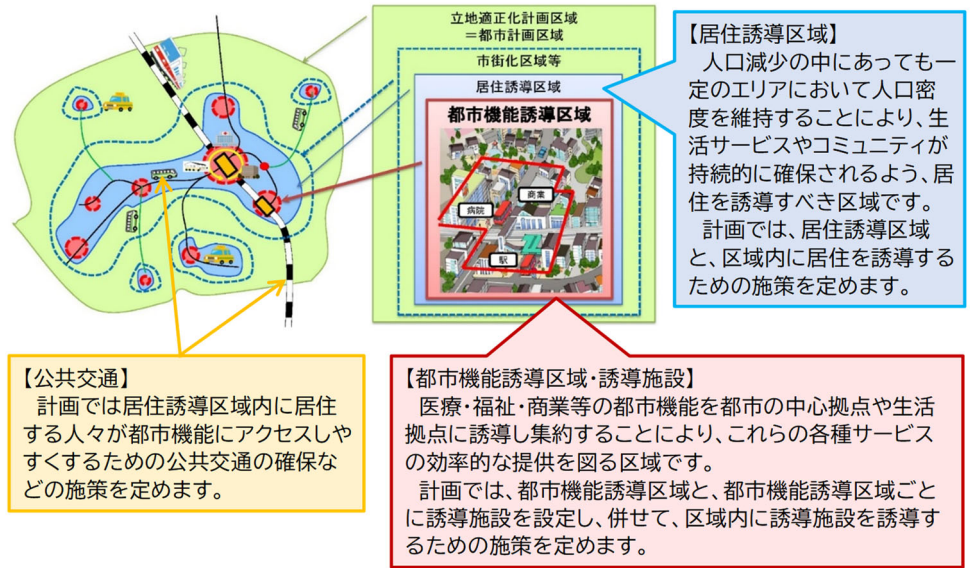 立地適正化計画区域
＝都市計画区域
市街化区域等
居住誘導区域
都市機能誘導区域
商業
病院
駅
【居住誘導区域】
人口減少の中にあっても一
定のエリアにおいて人口密
度を維持することにより、生
活サービスやコミュニティが
持続的に確保されるよう、居
住を誘導すべき区域です。
計画では、居住誘導区域
と、区域内に居住を誘導する
ための施策を定めます。
【公共交通】
計画では居住誘導区域内に居住
する人々が都市機能にアクセスしや
すくするための公共交通の確保な
どの施策を定めます。
【都市機能誘導区域・誘導施設】
医療・福祉・商業等の都市機能を都市の中心拠点や生活
拠点に誘導し集約することにより、これらの各種サービス
の効率的な提供を図る区域です。
計画では、都市機能誘導区域と、都市機能誘導区域ごと
に誘導施設を設定し、併せて、区域内に誘導施設を誘導す
るための施策を定めます。